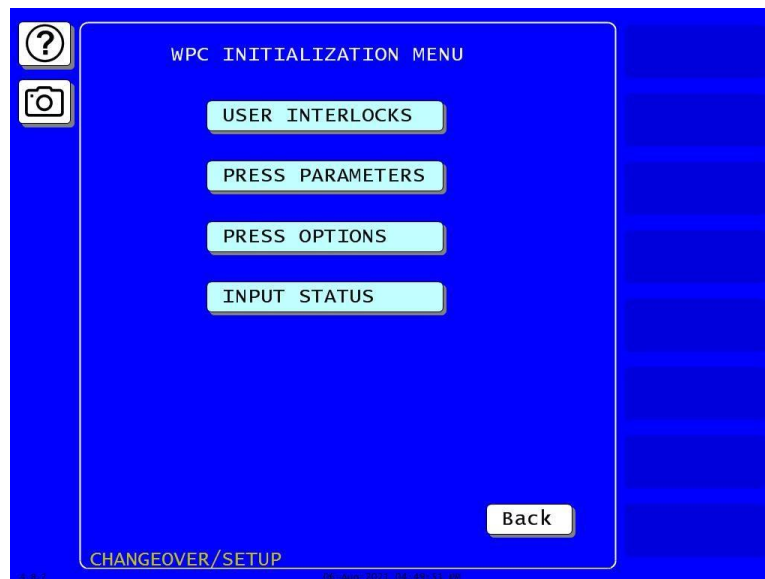 ?
WPC INITIALIZATION MENU
USER INTERLOCKS
PRESS PARAMETERS
PRESS OPTIONS
INPUT STATUS
Back
CHANGEOVER/SETUP